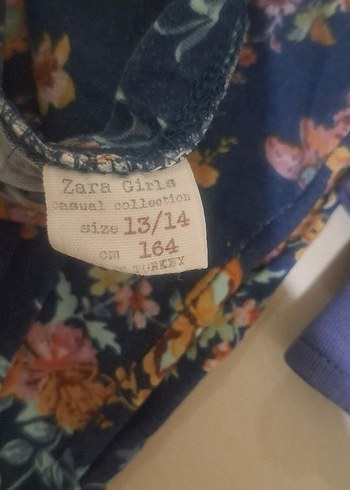 Zara Girls
casual collection
size 13/14
cm 164
TURKEY